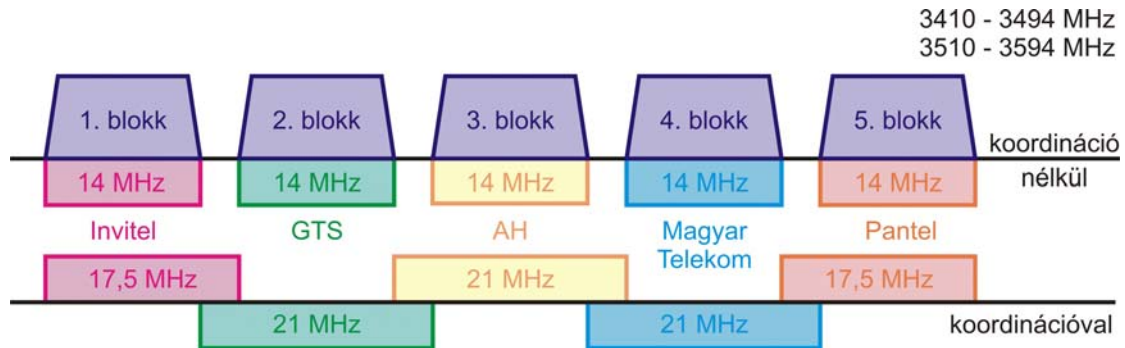 3410 - 3494 MHz
3510 - 3594 MHz
1. blokk
2. blokk
3. blokk
4. blokk
5. blokk
koordináció
nélkül
14 MHz
14 MHz
14 MHz
14 MHz
14 MHz
Invitel
GTS
AH
Magyar
Telekom
Pantel
17,5 MHz
21 MHz
17,5 MHz
21 MHz
21 MHz
koordinációval